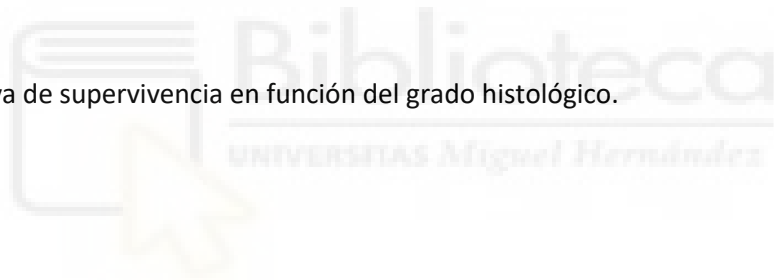 Biblioteca
va de supervivencia en función del grado histológico.
UNIVERSITAS Miguel Hernández